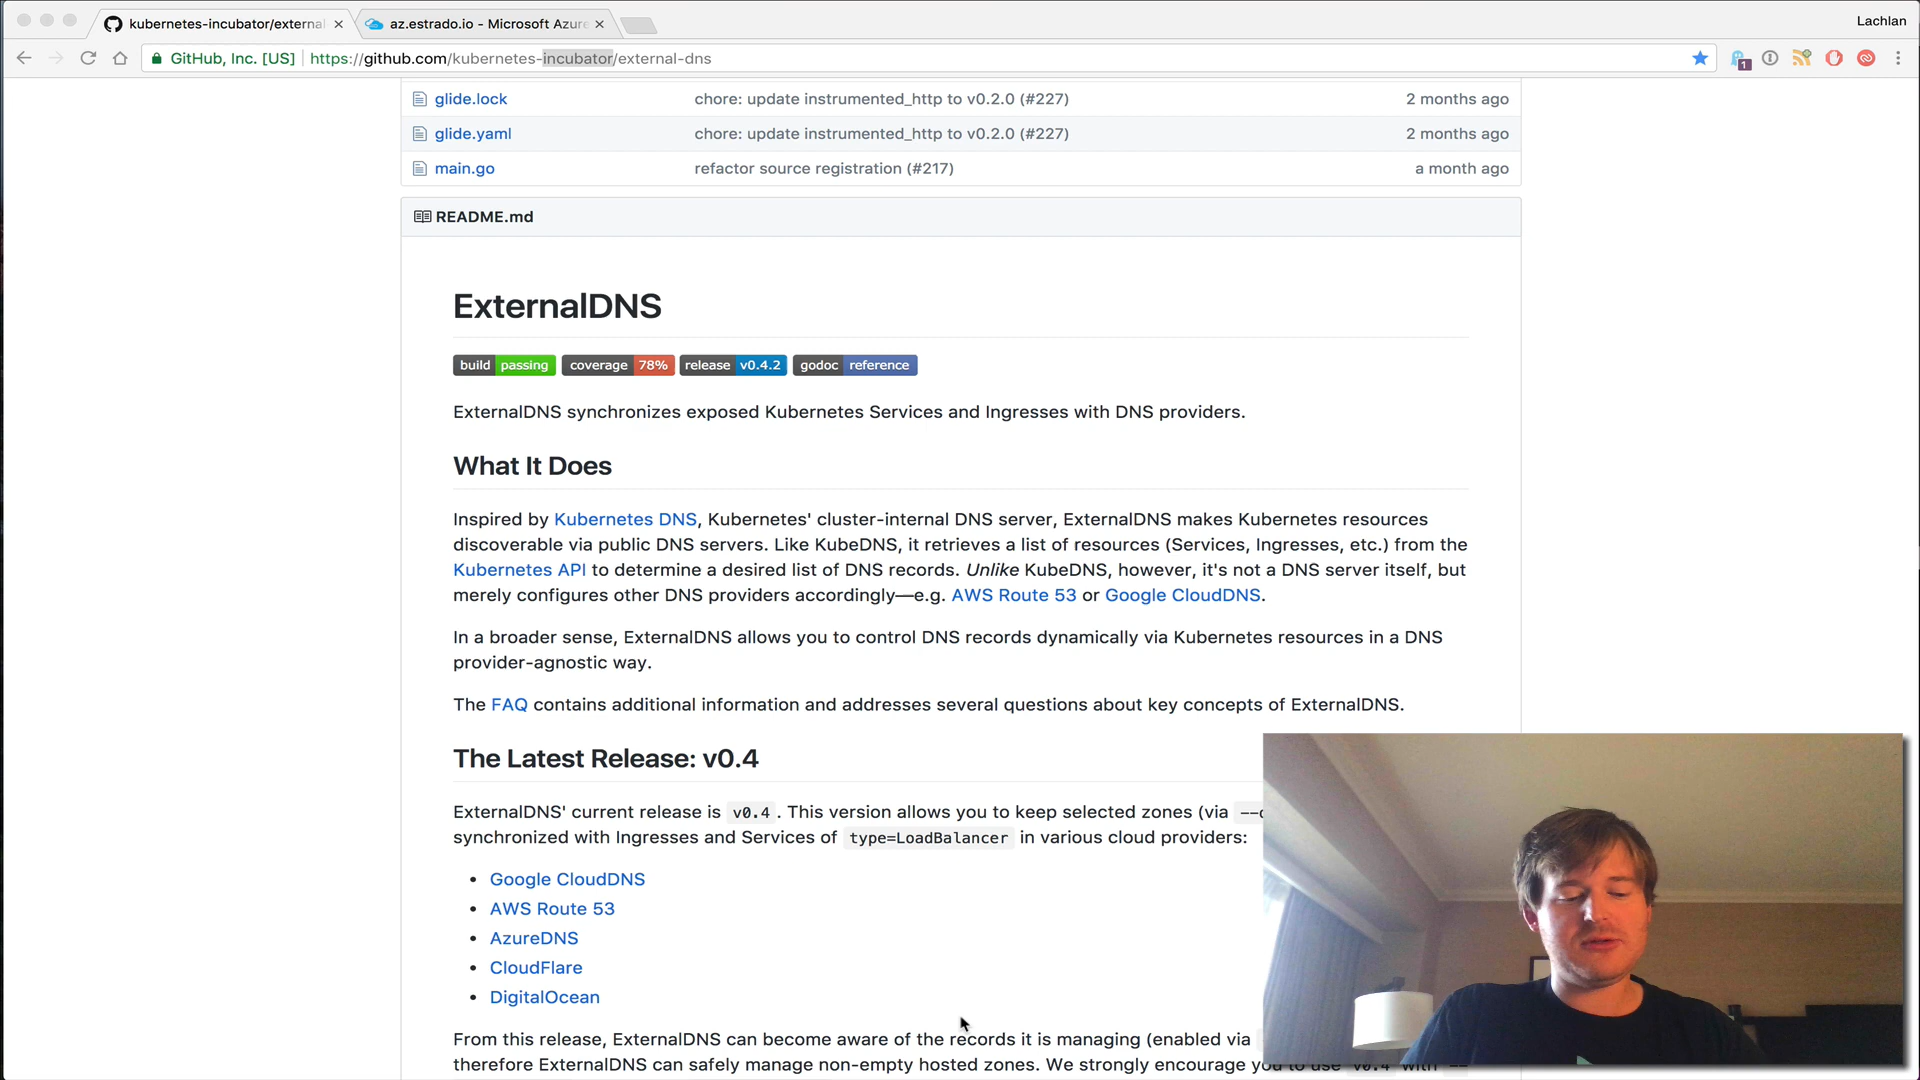 kubernetes-incubator/external
az.estrado.io - Microsoft Azure
Lachlan
GitHub, Inc. [US]
https://github.com/kubernetes-incubator/external-dns
1
glide.lock chore: update instrumented_http to v0.2.0 (#227) 2 months ago
glide.yaml chore: update instrumented_http to v0.2.0 (#227) 2 months ago
main.go refactor source registration (#217) a month ago
README.md
ExternalDNS
build passing coverage 78% release v0.4.2 godoc reference
ExternalDNS synchronizes exposed Kubernetes Services and Ingresses with DNS providers.
What It Does
Inspired by Kubernetes DNS, Kubernetes' cluster-internal DNS server, ExternalDNS makes Kubernetes resources
discoverable via public DNS servers. Like KubeDNS, it retrieves a list of resources (Services, Ingresses, etc.) from the
Kubernetes API to determine a desired list of DNS records. Unlike KubeDNS, however, it's not a DNS server itself, but
merely configures other DNS providers accordingly—e.g. AWS Route 53 or Google CloudDNS.
In a broader sense, ExternalDNS allows you to control DNS records dynamically via Kubernetes resources in a DNS
provider-agnostic way.
The FAQ contains additional information and addresses several questions about key concepts of ExternalDNS.
The Latest Release: v0.4
ExternalDNS' current release is v0.4. This version allows you to keep selected zones (via
synchronized with Ingresses and Services of type=LoadBalancer in various cloud providers:
• Google CloudDNS
• AWS Route 53
• AzureDNS
• CloudFlare
• DigitalOcean
From this release, ExternalDNS can become aware of the records it is managing (enabled via
therefore ExternalDNS can safely manage non-empty hosted zones. We strongly encourage you to use v0.4 with --